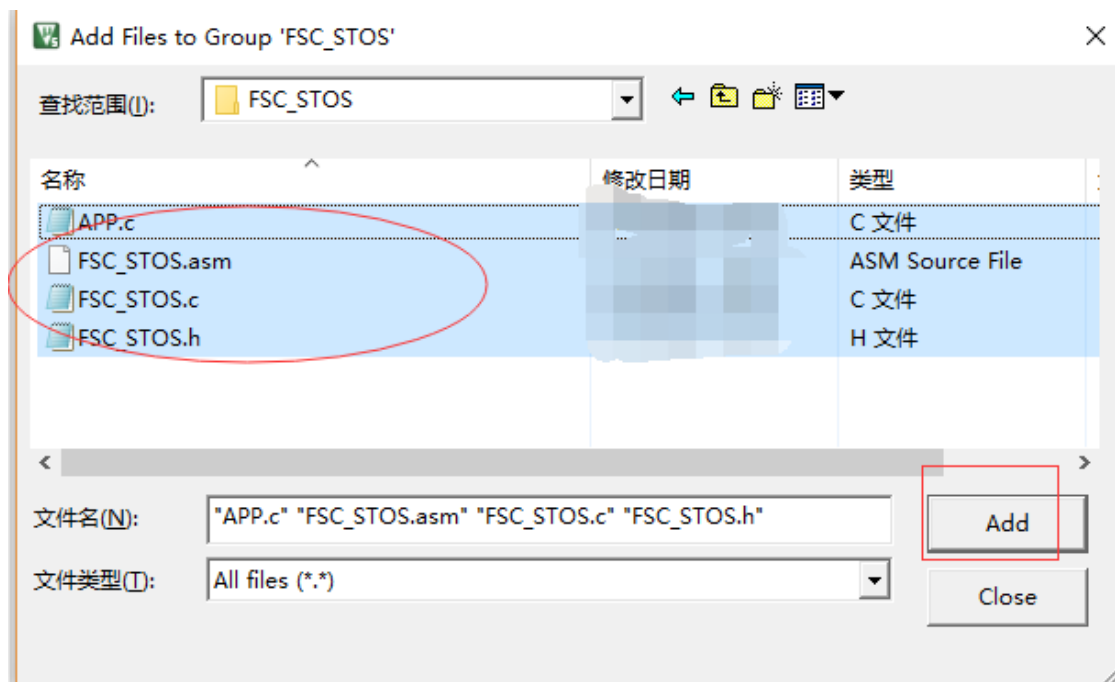 Add Files to Group 'FSC_STOS'
查找范围(I): FSC_STOS
名称 修改日期 类型
APP.c C 文件
FSC_STOS.asm ASM Source File
FSC_STOS.c C 文件
FSC_STOS.h H 文件
文件名(N): "APP.c" "FSC_STOS.asm" "FSC_STOS.c" "FSC_STOS.h" Add
文件类型(T): All files (*.*) Close